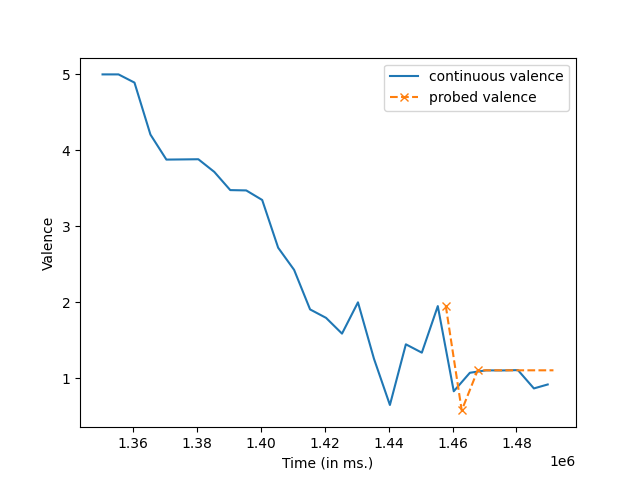 continuous valence
probed valence
5
4
3
2
1
Valence
1.36 1.38 1.40 1.42 1.44 1.46 1.48
Time (in ms.)
1e6